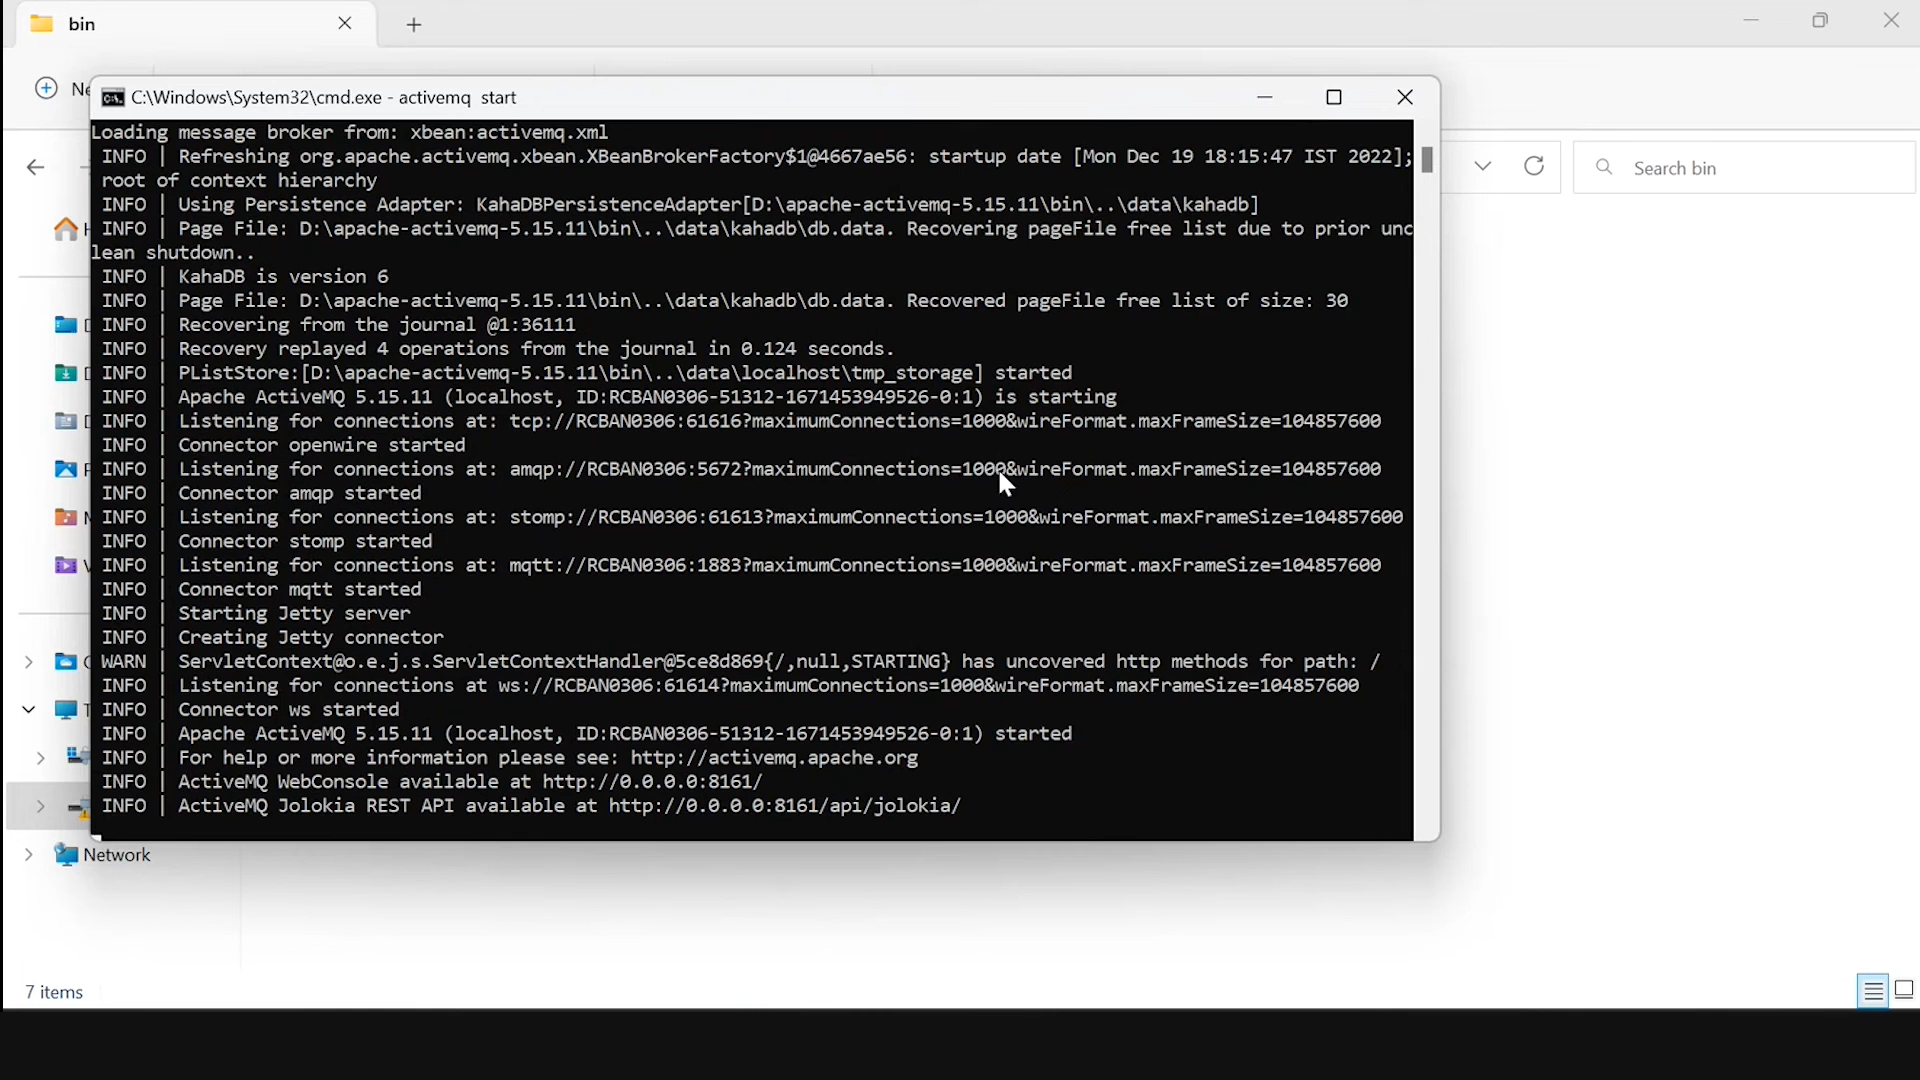 bin
C:\Windows\System32\cmd.exe - activemq  start
Loading message broker from: xbean:activemq.xml
INFO | Refreshing org.apache.activemq.xbean.XBeanBrokerFactory$1@4667ae56: startup date [Mon Dec 19 18:15:47 IST 2022];
root of context hierarchy
INFO | Using Persistence Adapter: KahaDBPersistenceAdapter[D:\apache-activemq-5.15.11\bin\..\data\kahadb]
INFO | Page File: D:\apache-activemq-5.15.11\bin\..\data\kahadb\db.data. Recovering pageFile free list due to prior unc
lean shutdown..
INFO | KahaDB is version 6
INFO | Page File: D:\apache-activemq-5.15.11\bin\..\data\kahadb\db.data. Recovered pageFile free list of size: 30
INFO | Recovering from the journal @1:36111
INFO | Recovery replayed 4 operations from the journal in 0.124 seconds.
INFO | PListStore:[D:\apache-activemq-5.15.11\bin\..\data\localhost\tmp_storage] started
INFO | Apache ActiveMQ 5.15.11 (localhost, ID:RCBAN0306-51312-1671453949526-0:1) is starting
INFO | Listening for connections at: tcp://RCBAN0306:61616?maximumConnections=1000&wireFormat.maxFrameSize=104857600
INFO | Connector openwire started
INFO | Listening for connections at: amqp://RCBAN0306:5672?maximumConnections=1000&wireFormat.maxFrameSize=104857600
INFO | Connector amqp started
INFO | Listening for connections at: stomp://RCBAN0306:61613?maximumConnections=1000&wireFormat.maxFrameSize=104857600
INFO | Connector stomp started
INFO | Listening for connections at: mqtt://RCBAN0306:1883?maximumConnections=1000&wireFormat.maxFrameSize=104857600
INFO | Connector mqtt started
INFO | Starting Jetty server
INFO | Creating Jetty connector
WARN | ServletContext@o.e.j.s.ServletContextHandler@5ce8d869{/,null,STARTING} has uncovered http methods for path: /
INFO | Listening for connections at ws://RCBAN0306:61614?maximumConnections=1000&wireFormat.maxFrameSize=104857600
INFO | Connector ws started
INFO | Apache ActiveMQ 5.15.11 (localhost, ID:RCBAN0306-51312-1671453949526-0:1) started
INFO | For help or more information please see: http://activemq.apache.org
INFO | ActiveMQ WebConsole available at http://0.0.0.0:8161/
INFO | ActiveMQ Jolokia REST API available at http://0.0.0.0:8161/api/jolokia/
Search bin
Network
7 items